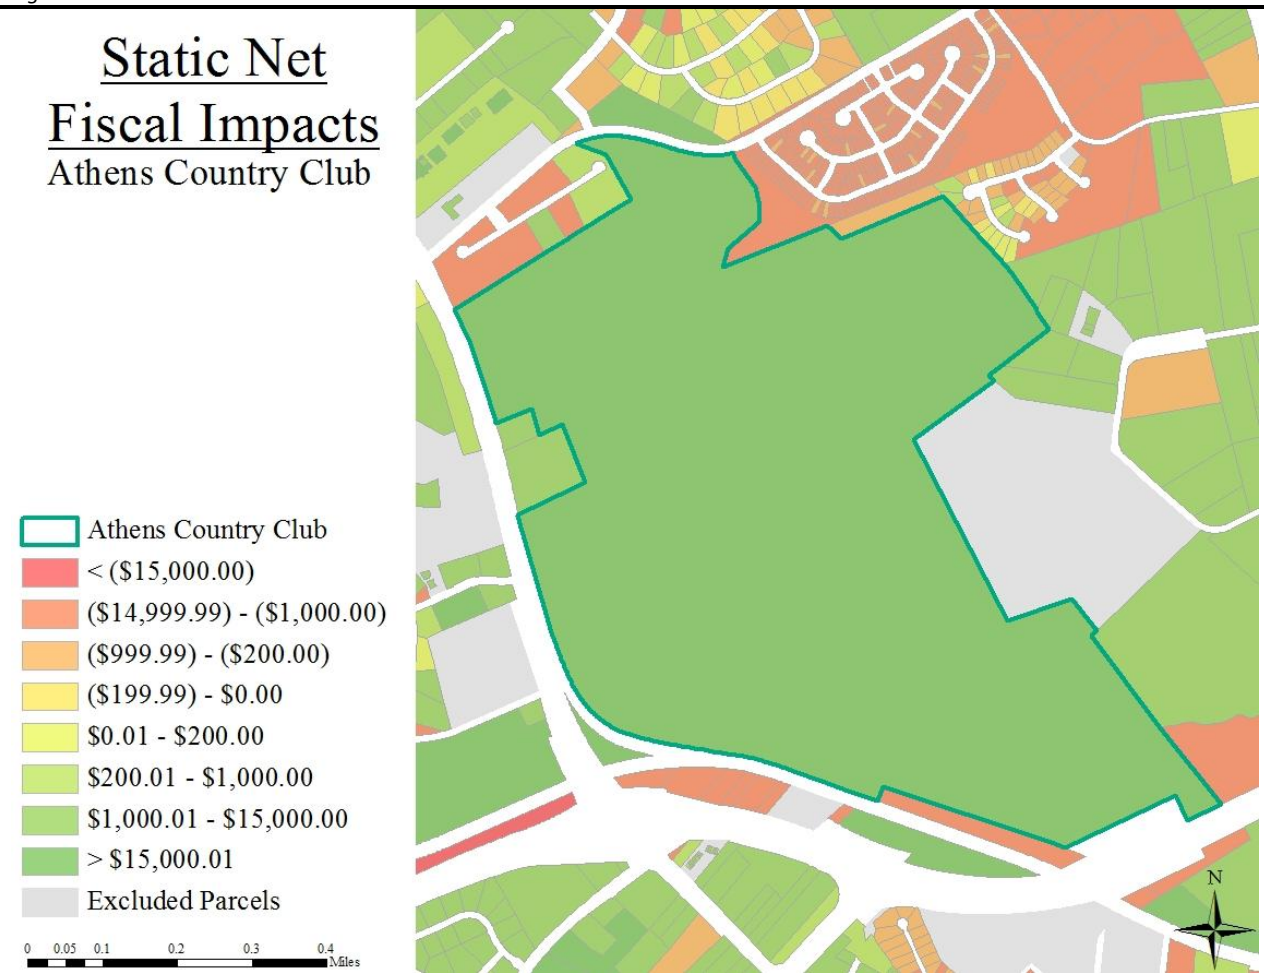 Static Net
Fiscal Impacts
Athens Country Club
Athens Country Club
< ($15,000.00)
($14,999.99) - ($1,000.00)
($999.99) - ($200.00)
($199.99) - $0.00
$0.01 - $200.00
$200.01 - $1,000.00
$1,000.01 - $15,000.00
> $15,000.01
Excluded Parcels
N
0 0.05 0.1 0.2 0.3 0.4
Miles